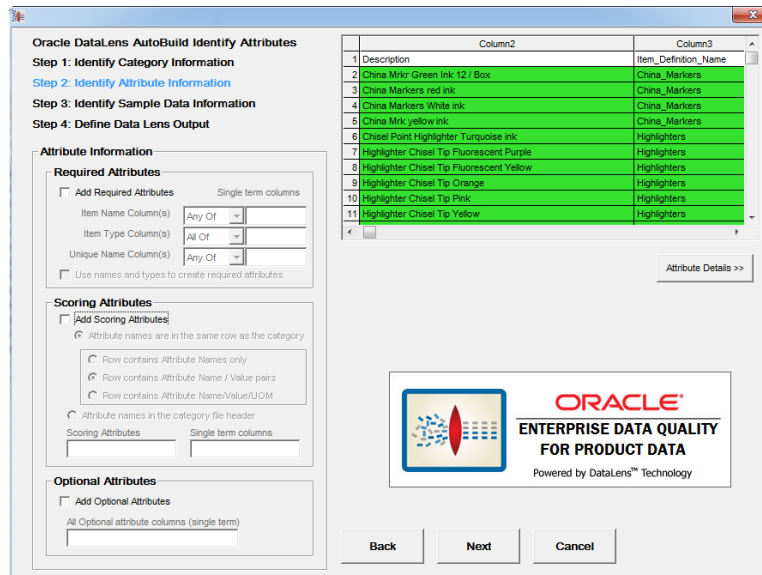 Oracle DataLens AutoBuild Identify Attributes
Step 1: Identify Category Information
Step 2: Identify Attribute Information
Step 3: Identify Sample Data Information
Step 4: Define Data Lens Output
Attribute Information
Required Attributes
Add Required Attributes Single term columns
Item Name Column(s) Any Of
Item Type Column(s) All Of
Unique Name Column(s) Any Of
Use names and types to create required attributes
Scoring Attributes
Add Scoring Attributes
Attribute names are in the same row as the category
Row contains Attribute Names only
Row contains Attribute Name / Value pairs
Row contains Attribute Name/Value/UOM
Attribute names in the category file header
Scoring Attributes Single term columns
Optional Attributes
Add Optional Attributes
All Optional attribute columns (single term)
Column2 Column3
1 Description Item_Definition_Name
2 China Mrkr Green Ink 12 / Box China_Markers
3 China Markers red ink China_Markers
4 China Markers White ink China_Markers
5 China Mrk yellow ink China_Markers
6 Chisel Point Highlighter Turquoise ink Highlighters
7 Highlighter Chisel Tip Fluorescent Purple Highlighters
8 Highlighter Chisel Tip Fluorescent Yellow Highlighters
9 Highlighter Chisel Tip Orange Highlighters
10 Highlighter Chisel Tip Pink Highlighters
11 Highlighter Chisel Tip Yellow Highlighters
Attribute Details >>
ORACLE®
ENTERPRISE DATA QUALITY
FOR PRODUCT DATA
Powered by DataLens™ Technology
Back Next Cancel